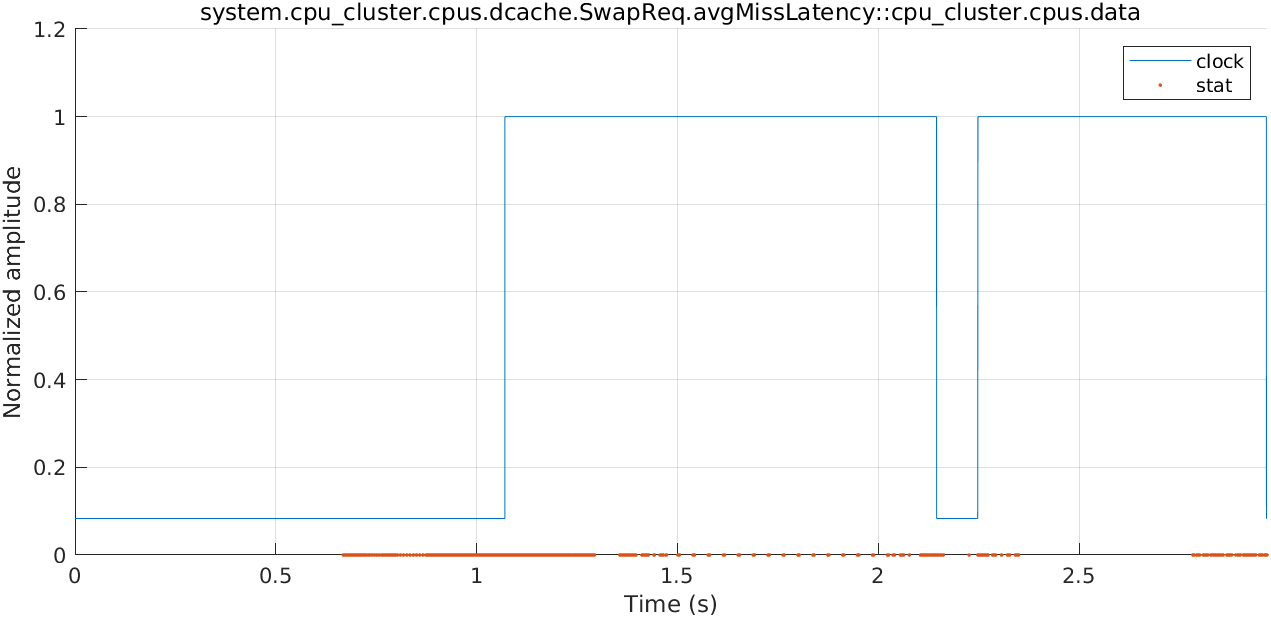 system.cpu_cluster.cpus.dcache.SwapReq.avgMissLatency::cpu_cluster.cpus.data
1.2
1
0.8
0.6
0.4
0.2
0
Normalized amplitude
clock
stat
0 0.5 1 1.5 2 2.5
Time (s)